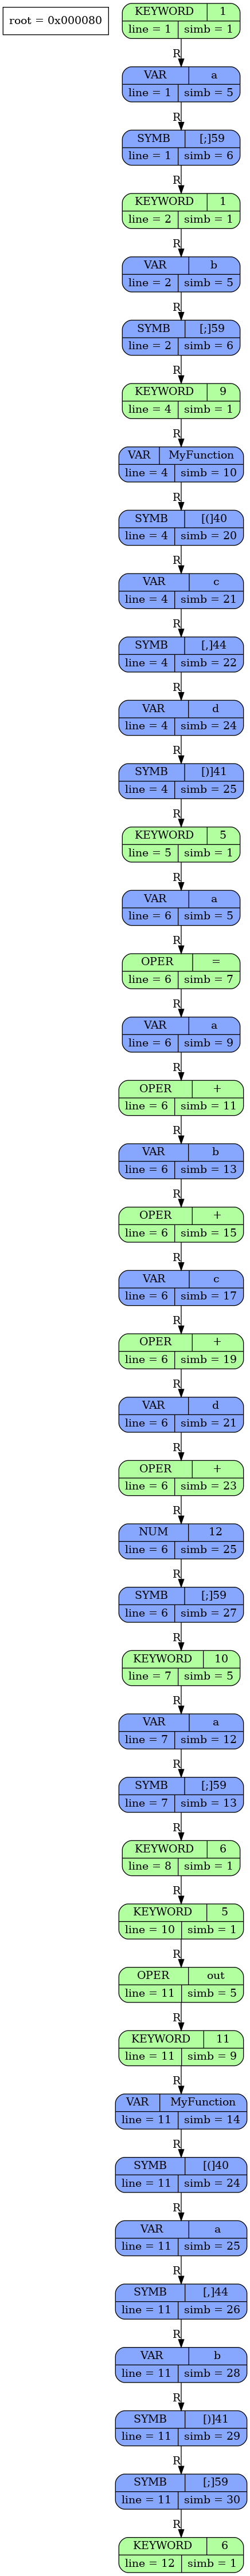 root = 0x000080
KEYWORD 1
line = 1 simb = 1
R
VAR a
line = 1 simb = 5
R
SYMB [;]59
line = 1 simb = 6
R
KEYWORD 1
line = 2 simb = 1
R
VAR b
line = 2 simb = 5
R
SYMB [;]59
line = 2 simb = 6
R
KEYWORD 9
line = 4 simb = 1
R
VAR MyFunction
line = 4 simb = 10
R
SYMB [(]40
line = 4 simb = 20
R
VAR c
line = 4 simb = 21
R
SYMB [,]44
line = 4 simb = 22
R
VAR d
line = 4 simb = 24
R
SYMB [)]41
line = 4 simb = 25
R
KEYWORD 5
line = 5 simb = 1
R
VAR a
line = 6 simb = 5
R
OPER =
line = 6 simb = 7
R
VAR a
line = 6 simb = 9
R
OPER +
line = 6 simb = 11
R
VAR b
line = 6 simb = 13
R
OPER +
line = 6 simb = 15
R
VAR c
line = 6 simb = 17
R
OPER +
line = 6 simb = 19
R
VAR d
line = 6 simb = 21
R
OPER +
line = 6 simb = 23
R
NUM 12
line = 6 simb = 25
R
SYMB [;]59
line = 6 simb = 27
R
KEYWORD 10
line = 7 simb = 5
R
VAR a
line = 7 simb = 12
R
SYMB [;]59
line = 7 simb = 13
R
KEYWORD 6
line = 8 simb = 1
R
KEYWORD 5
line = 10 simb = 1
R
OPER out
line = 11 simb = 5
R
KEYWORD 11
line = 11 simb = 9
R
VAR MyFunction
line = 11 simb = 14
R
SYMB [(]40
line = 11 simb = 24
R
VAR a
line = 11 simb = 25
R
SYMB [,]44
line = 11 simb = 26
R
VAR b
line = 11 simb = 28
R
SYMB [)]41
line = 11 simb = 29
R
SYMB [;]59
line = 11 simb = 30
R
KEYWORD 6
line = 12 simb = 1